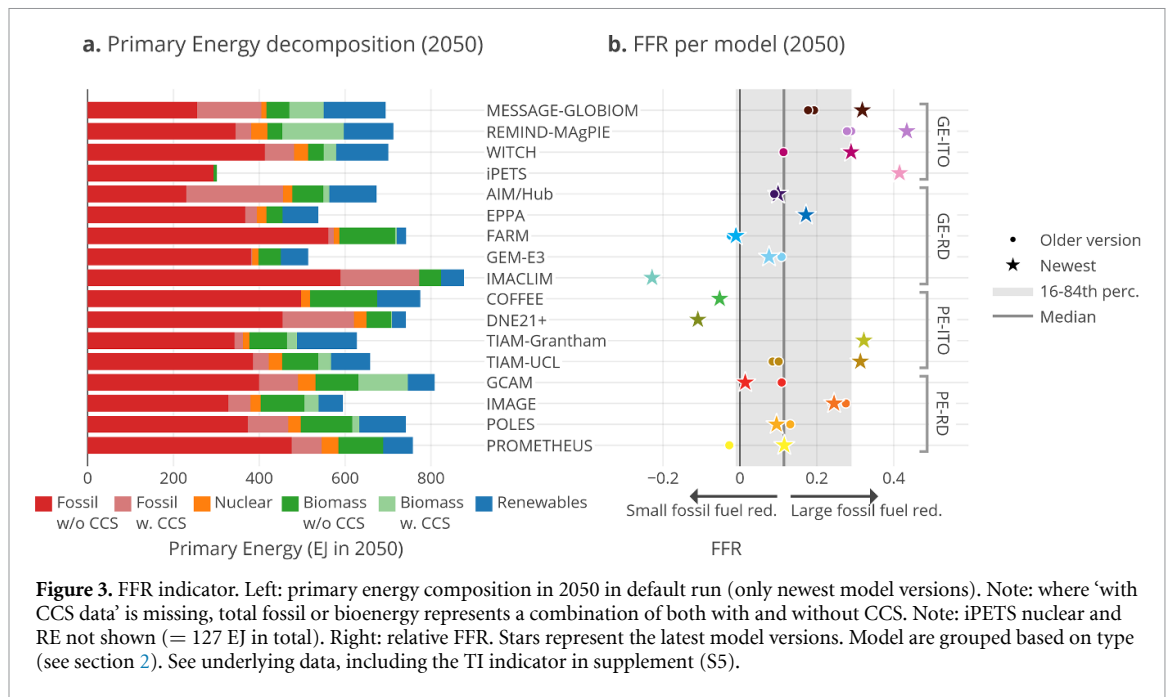 a. Primary Energy decomposition (2050)
b. FFR per model (2050)
MESSAGE-GLOBIOM
REMIND-MAgPIE
WITCH
iPETS
AIM/Hub
EPPA
FARM
GEM-E3
IMACLIM
COFFEE
DNE21+
TIAM-Grantham
TIAM-UCL
GCAM
IMAGE
POLES
PROMETHEUS
GE-ITO
GE-RD
PE-ITO
PE-RD
Older version
Newest
16-84th perc.
Median
0 200 400 600 800
−0.2 0 0.2 0.4
Small fossil fuel red. Large fossil fuel red.
Fossil w/o CCS
Fossil w. CCS
Nuclear
Biomass w/o CCS
Biomass w. CCS
Renewables
Primary Energy (EJ in 2050)
FFR
Figure 3. FFR indicator. Left: primary energy composition in 2050 in default run (only newest model versions). Note: where ‘with
CCS data’ is missing, total fossil or bioenergy represents a combination of both with and without CCS. Note: iPETS nuclear and
RE not shown (= 127 EJ in total). Right: relative FFR. Stars represent the latest model versions. Model are grouped based on type
(see section 2). See underlying data, including the TI indicator in supplement (S5).